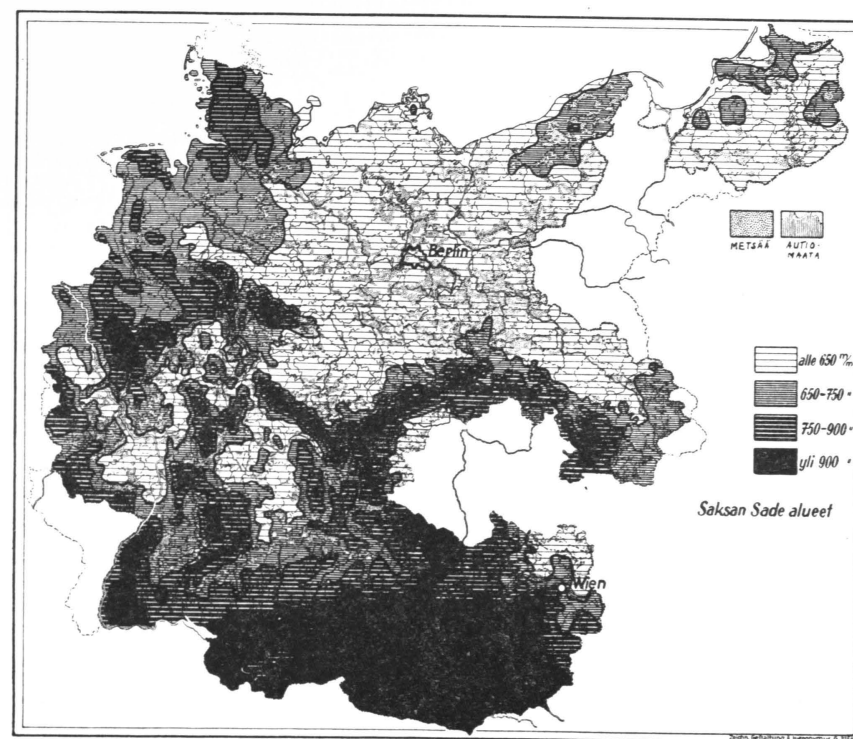 Berlin
METSÄÄ
AUTIO-
MAATA
alle 650 m/m
650-750 "
750-900 "
yli 900 "
Saksan Sade alueet
Wien